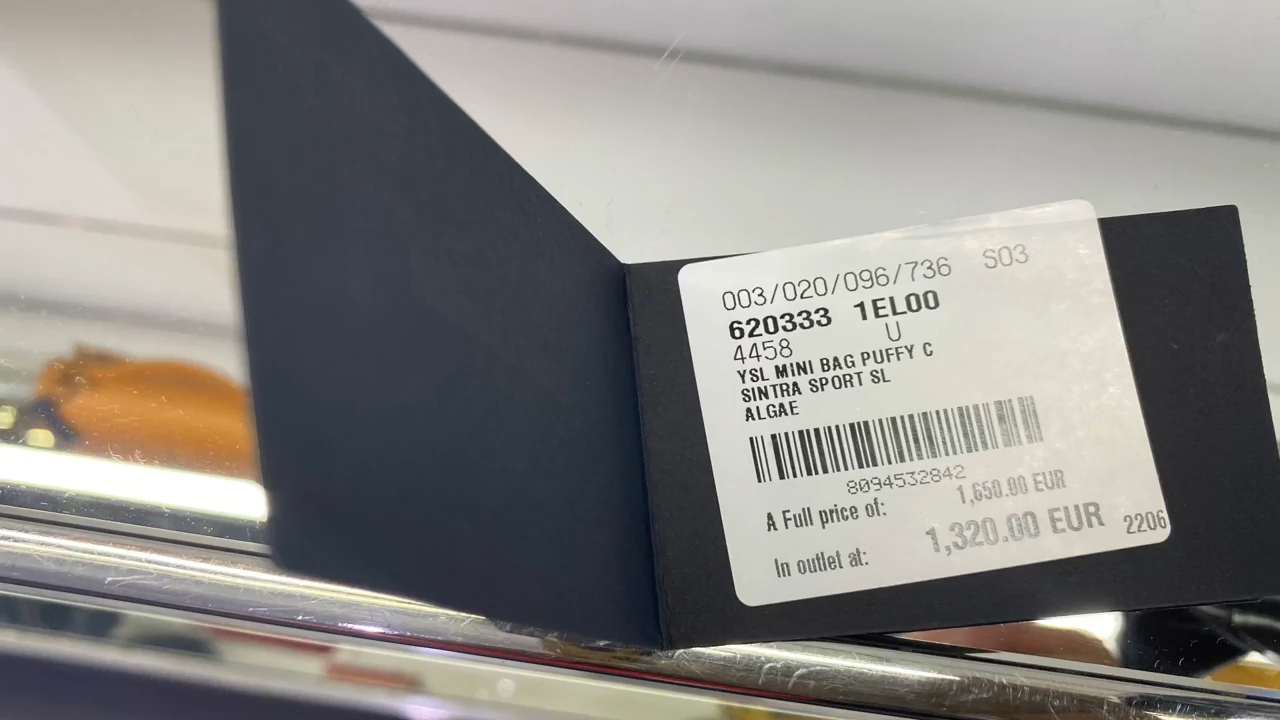 003/020/096/736 S03
620333 1EL00
4458 U
YSL MINI BAG PUFFY C
SINTRA SPORT SL
ALGAE
8094532842
A Full price of: 1,650.00 EUR
In outlet at: 1,320.00 EUR 2206